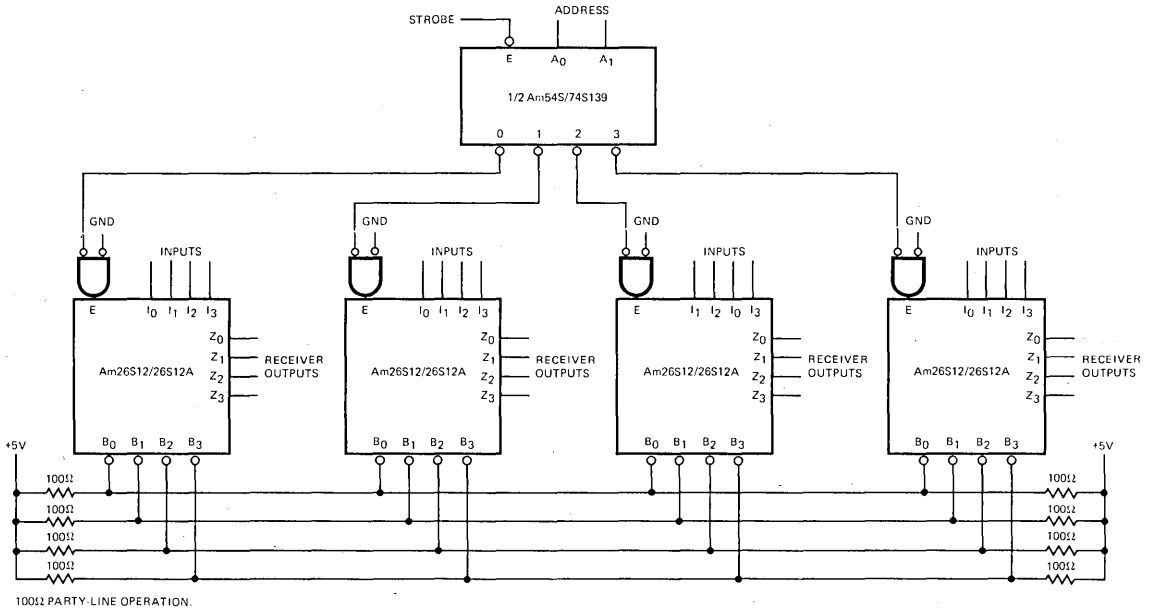 STROBE
ADDRESS
E A0 A1
1/2 Am54S/74S139
0 1 2 3
GND GND GND GND
INPUTS INPUTS INPUTS INPUTS
E I0 I1 I2 I3
E I0 I1 I2 I3
E I1 I2 I0 I3
E I0 I1 I2 I3
Z0 Z0 Z0 Z0
Z1 Z1 Z1 Z1
RECEIVER OUTPUTS
RECEIVER OUTPUTS
RECEIVER OUTPUTS
RECEIVER OUTPUTS
Am26S12/26S12A Am26S12/26S12A Am26S12/26S12A Am26S12/26S12A
Z2 Z2 Z2 Z2
Z3 Z3 Z3 Z3
+5V B0 B1 B2 B3 B0 B1 B2 B3 B0 B1 B2 B3 B0 B1 B2 B3 +5V
100Ω 100Ω
100Ω 100Ω
100Ω 100Ω
100Ω 100Ω
100Ω PARTY-LINE OPERATION.